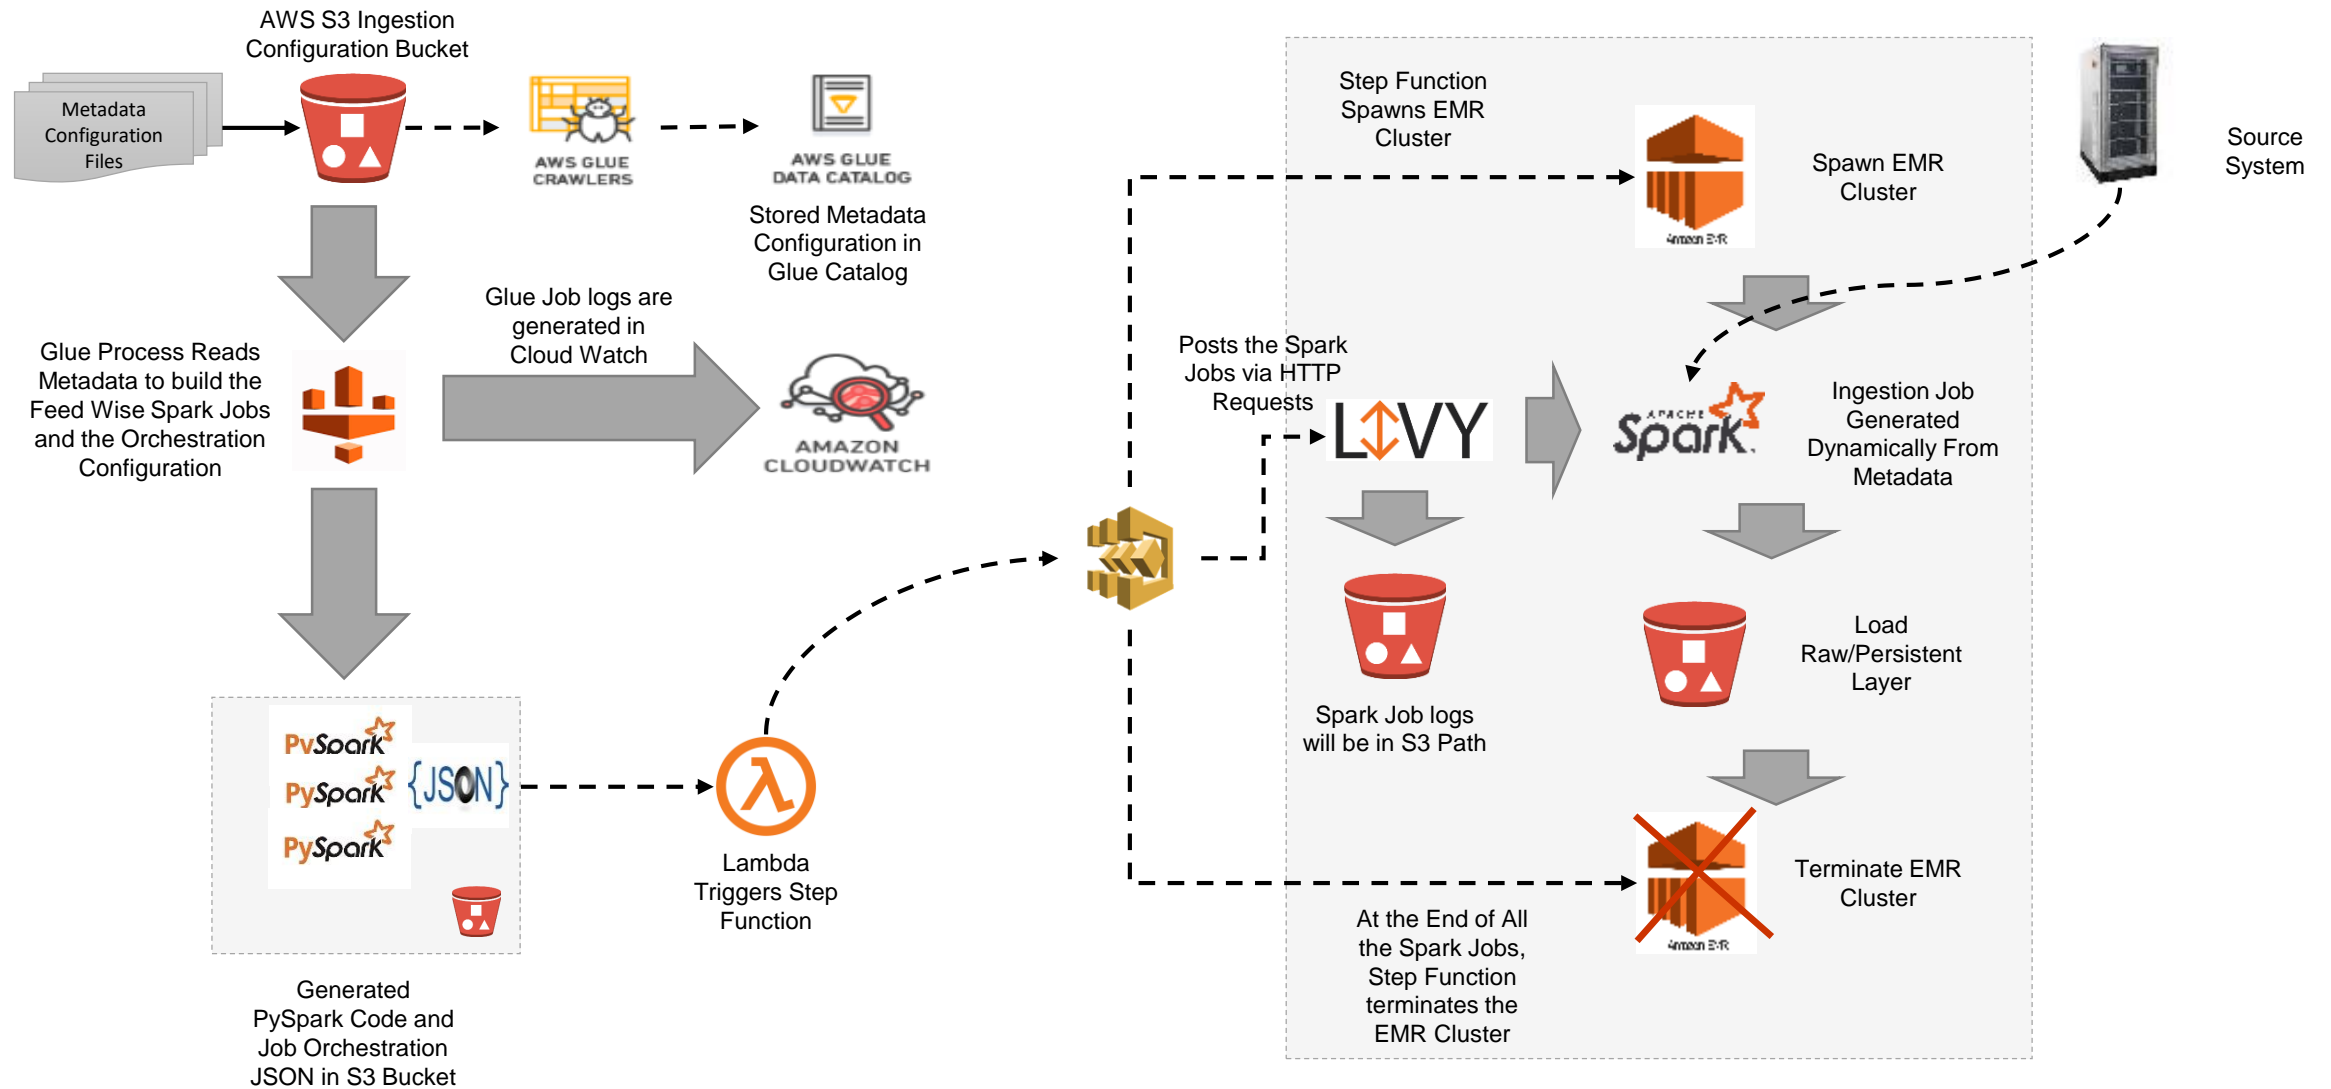 AWS S3 Ingestion
Configuration Bucket
Metadata
Configuration
Files
AWS GLUE
CRAWLERS
AWS GLUE
DATA CATALOG
Stored Metadata
Configuration in
Glue Catalog
Glue Job logs are
generated in
Cloud Watch
Glue Process Reads
Metadata to build the
Feed Wise Spark Jobs
and the Orchestration
Configuration
AMAZON
CLOUDWATCH
PySpark
PySpark
PySpark
{JSON}
Generated
PySpark Code and
Job Orchestration
JSON in S3 Bucket
Lambda
Triggers Step
Function
Step Function
Spawns EMR
Cluster
Amazon EMR
Spawn EMR
Cluster
Source
System
Posts the Spark
Jobs via HTTP
Requests
LIVY
APACHE
Spark
Ingestion Job
Generated
Dynamically From
Metadata
Spark Job logs
will be in S3 Path
Load
Raw/Persistent
Layer
Amazon EMR
Terminate EMR
Cluster
At the End of All
the Spark Jobs,
Step Function
terminates the
EMR Cluster